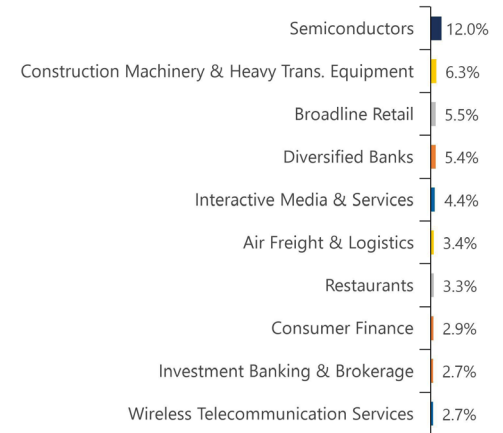 Semiconductors 12.0%
Construction Machinery & Heavy Trans. Equipment 6.3%
Broadline Retail 5.5%
Diversified Banks 5.4%
Interactive Media & Services 4.4%
Air Freight & Logistics 3.4%
Restaurants 3.3%
Consumer Finance 2.9%
Investment Banking & Brokerage 2.7%
Wireless Telecommunication Services 2.7%